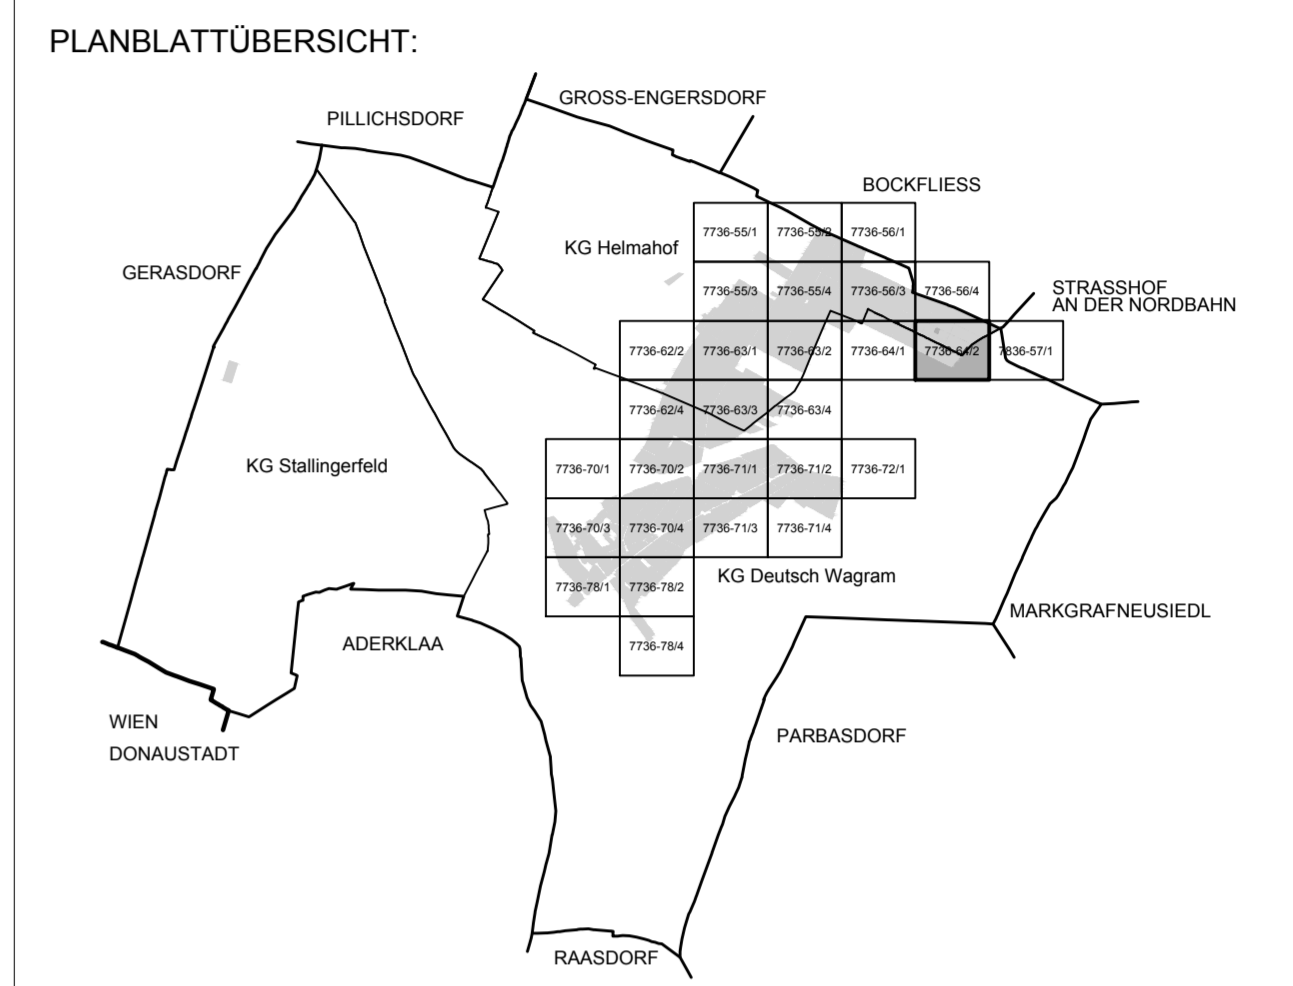 PLANBLATTÜBERSICHT:
GROSS-ENGERSDORF
PILLICHSDORF
BOCKFLIESS
7736-55/1 7736-55/2 7736-56/1
KG Helmahof
GERASDORF
STRASSHOF
AN DER NORDBAHN
7736-55/3 7736-55/4 7736-56/3 7736-56/4
7736-62/2 7736-63/1 7736-63/2 7736-64/1 7736-64/2 7836-57/1
7736-62/4 7736-63/3 7736-63/4
KG Stallingerfeld
7736-70/1 7736-70/2 7736-71/1 7736-71/2 7736-72/1
7736-70/3 7736-70/4 7736-71/3 7736-71/4
KG Deutsch Wagram
7736-78/1 7736-78/2
MARKGRAFNEUSIEDL
ADERKLAA
7736-78/4
WIEN
DONAUSTADT
PARBASDORF
RAASDORF